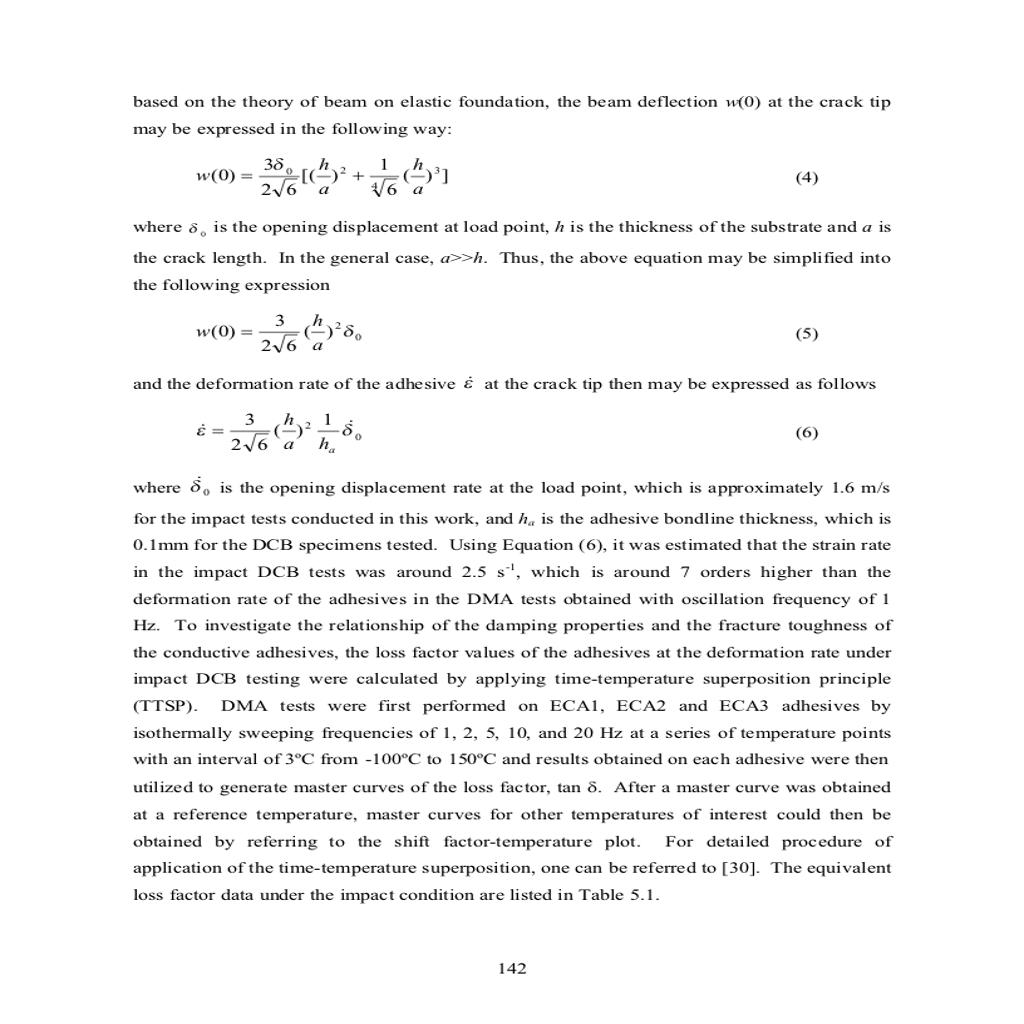 based on the theory of beam on elastic foundation, the beam deflection w(0) at the crack tip
may be expressed in the following way:
w(0) = \frac{3δ_0}{2√6}[(\frac{h}{a})^2 + \frac{1}{∜6}(\frac{h}{a})^3] (4)
where δ_o is the opening displacement at load point, h is the thickness of the substrate and a is
the crack length. In the general case, a>>h. Thus, the above equation may be simplified into
the following expression
w(0) = \frac{3}{2√6}(\frac{h}{a})^2 δ_0 (5)
and the deformation rate of the adhesive ε̇ at the crack tip then may be expressed as follows
ε̇ = \frac{3}{2√6}(\frac{h}{a})^2 \frac{1}{h_a} δ̇_0 (6)
where δ̇_0 is the opening displacement rate at the load point, which is approximately 1.6 m/s
for the impact tests conducted in this work, and h_a is the adhesive bondline thickness, which is
0.1mm for the DCB specimens tested. Using Equation (6), it was estimated that the strain rate
in the impact DCB tests was around 2.5 s^-1, which is around 7 orders higher than the
deformation rate of the adhesives in the DMA tests obtained with oscillation frequency of 1
Hz. To investigate the relationship of the damping properties and the fracture toughness of
the conductive adhesives, the loss factor values of the adhesives at the deformation rate under
impact DCB testing were calculated by applying time-temperature superposition principle
(TTSP). DMA tests were first performed on ECA1, ECA2 and ECA3 adhesives by
isothermally sweeping frequencies of 1, 2, 5, 10, and 20 Hz at a series of temperature points
with an interval of 3ºC from -100ºC to 150ºC and results obtained on each adhesive were then
utilized to generate master curves of the loss factor, tan δ. After a master curve was obtained
at a reference temperature, master curves for other temperatures of interest could then be
obtained by referring to the shift factor-temperature plot. For detailed procedure of
application of the time-temperature superposition, one can be referred to [30]. The equivalent
loss factor data under the impact condition are listed in Table 5.1.
142